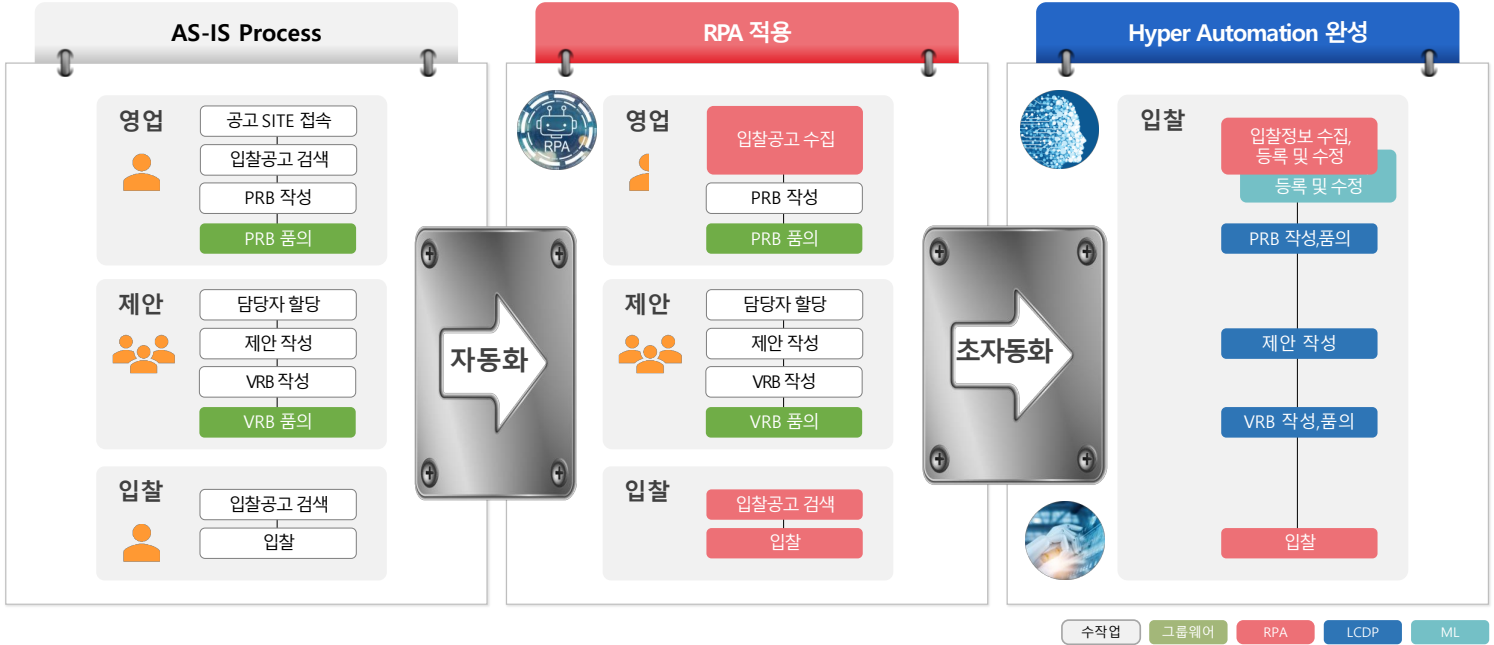 AS-IS Process
영업
공고 SITE 접속
입찰공고 검색
PRB 작성
PRB 품의
제안
담당자 할당
제안 작성
VRB 작성
VRB 품의
입찰
입찰공고 검색
입찰
자동화
RPA 적용
RPA
영업
입찰공고 수집
PRB 작성
PRB 품의
제안
담당자 할당
제안 작성
VRB 작성
VRB 품의
입찰
입찰공고 검색
입찰
초자동화
Hyper Automation 완성
입찰
입찰정보 수집,
등록 및 수정
등록 및 수정
PRB 작성,품의
제안 작성
VRB 작성,품의
입찰
수작업
그룹웨어
RPA
LCDP
ML